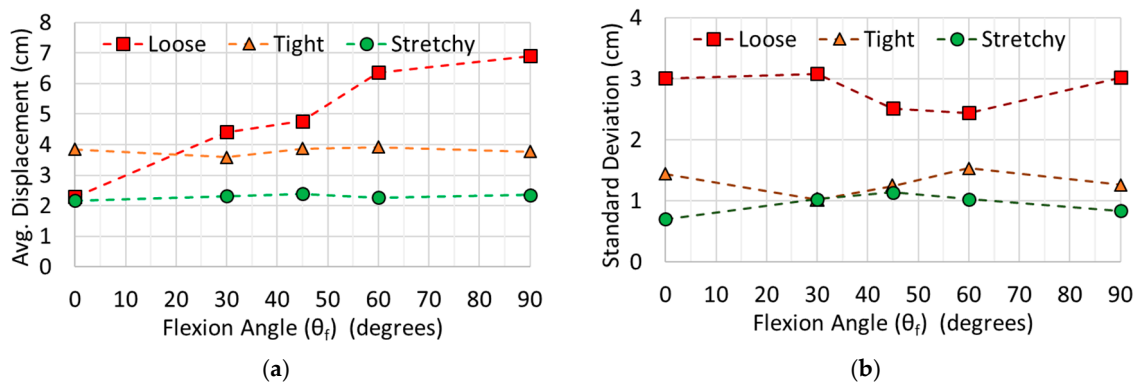 8
7
6
5
4
3
2
1
0
Avg. Displacement (cm)
Loose Tight Stretchy
0 10 20 30 40 50 60 70 80 90
Flexion Angle (θf) (degrees)
(a)
4
3
2
1
0
Standard Deviation (cm)
Loose Tight Stretchy
0 10 20 30 40 50 60 70 80 90
Flexion Angle (θf) (degrees)
(b)